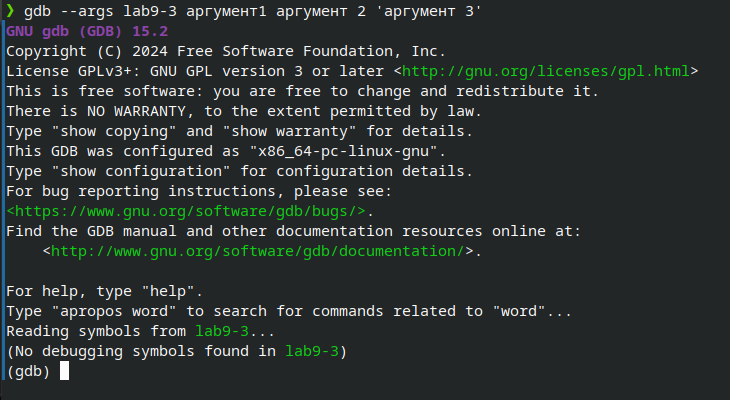 ❯ gdb --args lab9-3 аргумент1 аргумент 2 'аргумент 3'
GNU gdb (GDB) 15.2
Copyright (C) 2024 Free Software Foundation, Inc.
License GPLv3+: GNU GPL version 3 or later <http://gnu.org/licenses/gpl.html>
This is free software: you are free to change and redistribute it.
There is NO WARRANTY, to the extent permitted by law.
Type "show copying" and "show warranty" for details.
This GDB was configured as "x86_64-pc-linux-gnu".
Type "show configuration" for configuration details.
For bug reporting instructions, please see:
<https://www.gnu.org/software/gdb/bugs/>.
Find the GDB manual and other documentation resources online at:
    <http://www.gnu.org/software/gdb/documentation/>.

For help, type "help".
Type "apropos word" to search for commands related to "word"...
Reading symbols from lab9-3...
(No debugging symbols found in lab9-3)
(gdb)